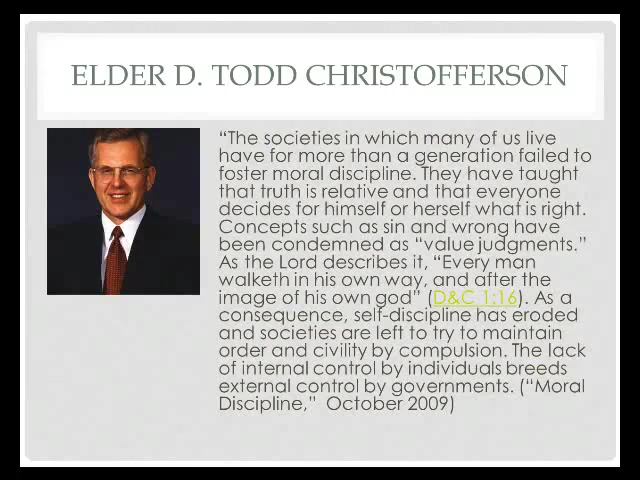 ELDER D. TODD CHRISTOFFERSON
“The societies in which many of us live
have for more than a generation failed to
foster moral discipline. They have taught
that truth is relative and that everyone
decides for himself or herself what is right.
Concepts such as sin and wrong have
been condemned as “value judgments.”
As the Lord describes it, “Every man
walketh in his own way, and after the
image of his own god” (D&C 1:16). As a
consequence, self-discipline has eroded
and societies are left to try to maintain
order and civility by compulsion. The lack
of internal control by individuals breeds
external control by governments. (“Moral
Discipline,”  October 2009)